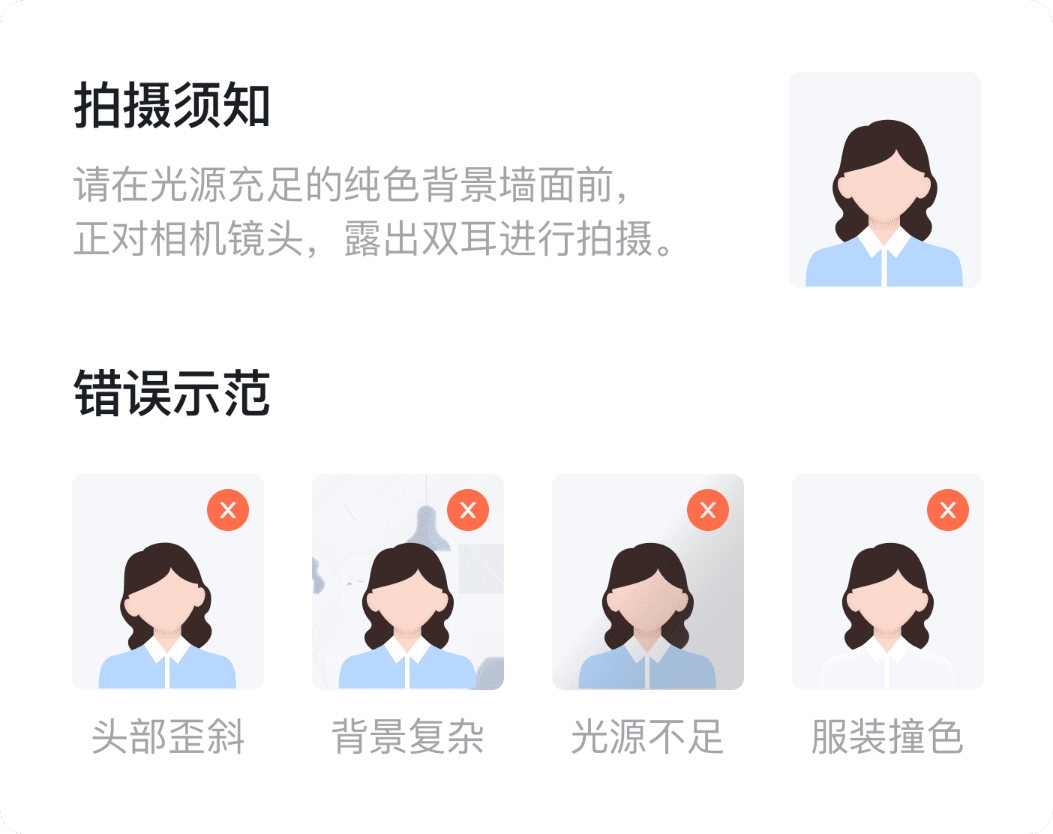 拍摄须知
请在光源充足的纯色背景墙面前，
正对相机镜头，露出双耳进行拍摄。
错误示范
X X X X
头部歪斜 背景复杂 光源不足 服装撞色